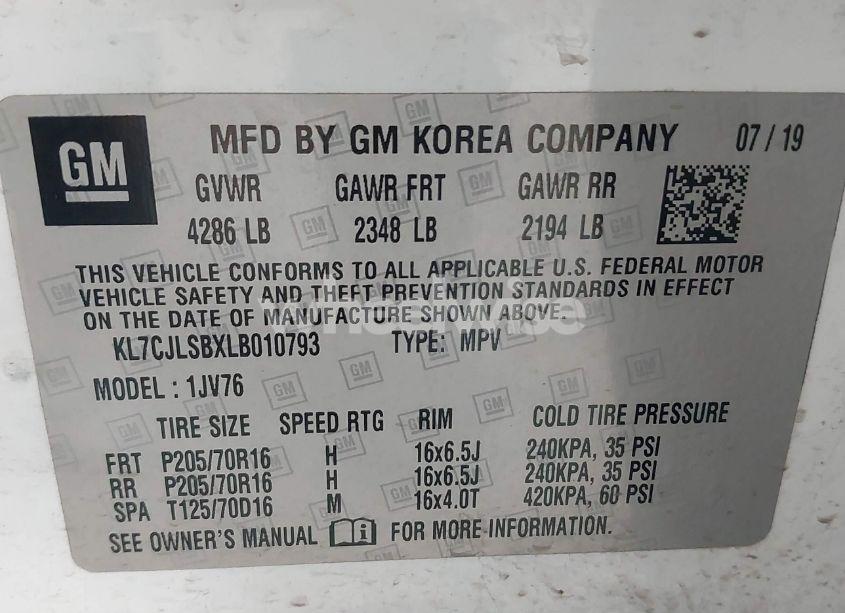 GM
MFD BY GM KOREA COMPANY 07/19
GVWR GAWR FRT GAWR RR
4286 LB 2348 LB 2194 LB
THIS VEHICLE CONFORMS TO ALL APPLICABLE U.S. FEDERAL MOTOR
VEHICLE SAFETY AND THEFT PREVENTION STANDARDS IN EFFECT
ON THE DATE OF MANUFACTURE SHOWN ABOVE.
KL7CJLSBXLB010793 TYPE: MPV
MODEL: 1JV76
TIRE SIZE SPEED RTG RIM COLD TIRE PRESSURE
FRT P205/70R16 H 16x6.5J 240KPA, 35 PSI
RR P205/70R16 H 16x6.5J 240KPA, 35 PSI
SPA T125/70D16 M 16x4.0T 420KPA, 60 PSI
SEE OWNER'S MANUAL FOR MORE INFORMATION.